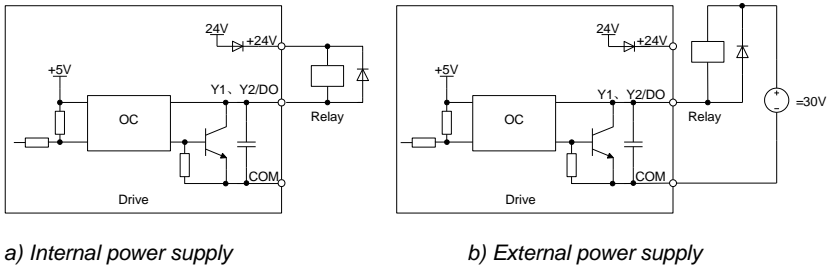 24V
+24V
+5V
Y1、Y2/DO
OC
Relay
COM
Drive
24V
+24V
+5V
Y1、Y2/DO
=30V
OC
Relay
COM
Drive
a) Internal power supply
b) External power supply